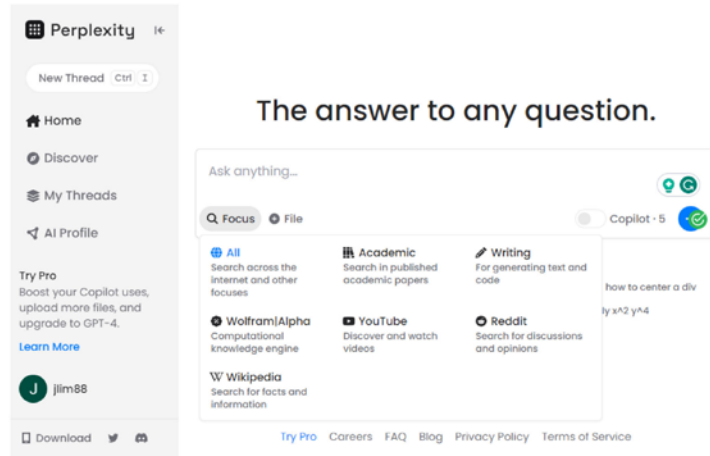 Perplexity
New Thread Ctrl I
Home
Discover
My Threads
AI Profile
Try Pro
Boost your Copilot uses,
upload more files, and
upgrade to GPT-4.
Learn More
J jlim88
Download
The answer to any question.
Ask anything...
Focus File
Copilot · 5
All
Search across the
internet and other
focuses
Academic
Search in published
academic papers
Writing
For generating text and
code
Wolfram|Alpha
Computational
knowledge engine
YouTube
Discover and watch
videos
Reddit
Search for discussions
and opinions
W Wikipedia
Search for facts and
information
how to center a div
ly x^2 y^4
Try Pro Careers FAQ Blog Privacy Policy Terms of Service